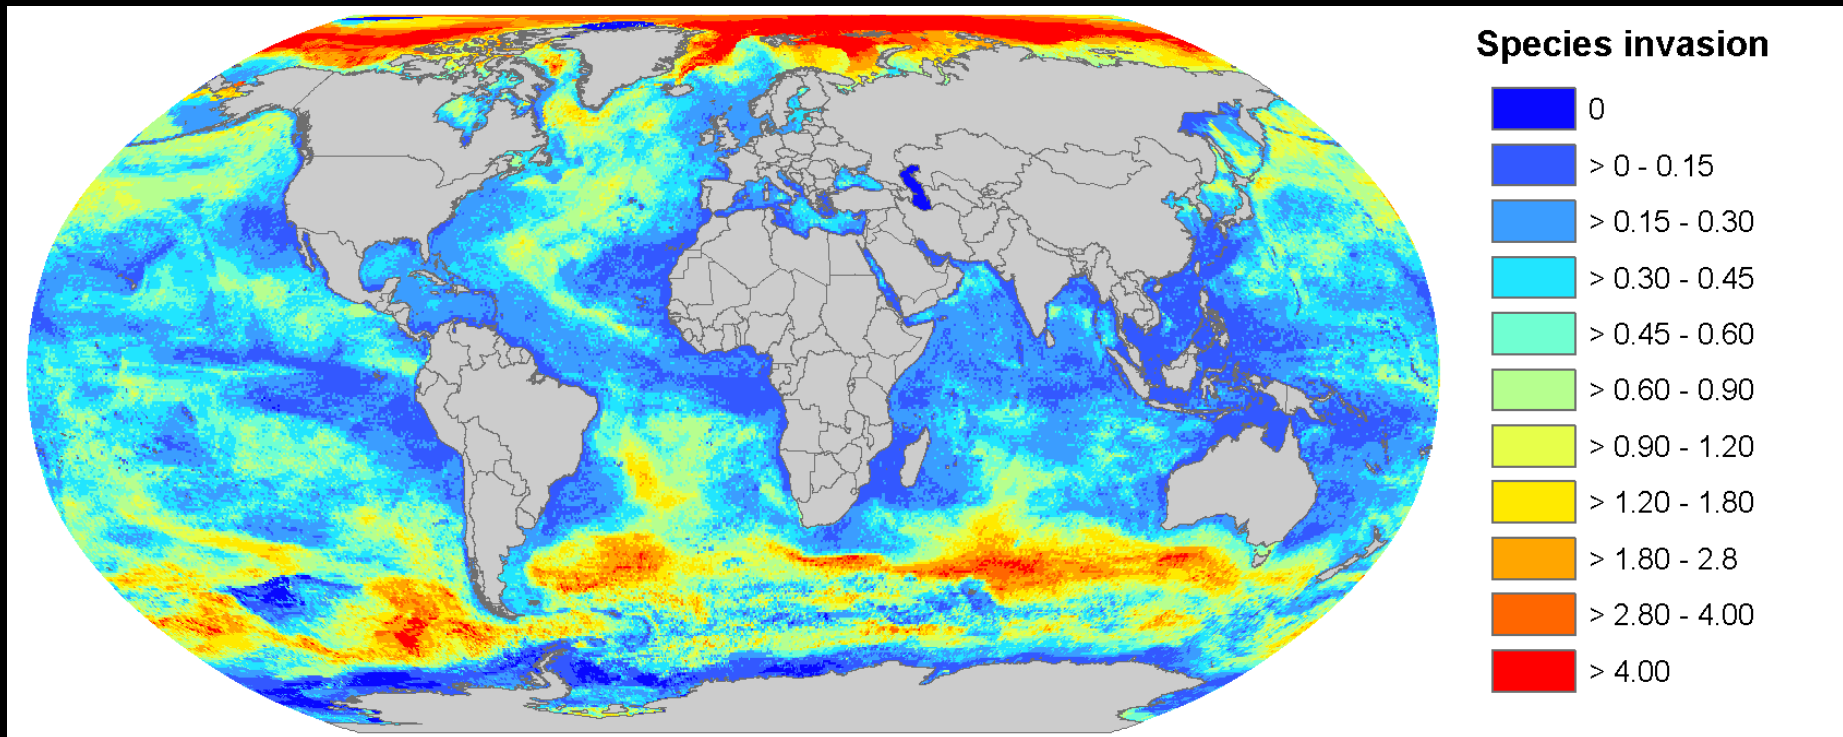 Species invasion
0
> 0 - 0.15
> 0.15 - 0.30
> 0.30 - 0.45
> 0.45 - 0.60
> 0.60 - 0.90
> 0.90 - 1.20
> 1.20 - 1.80
> 1.80 - 2.8
> 2.80 - 4.00
> 4.00